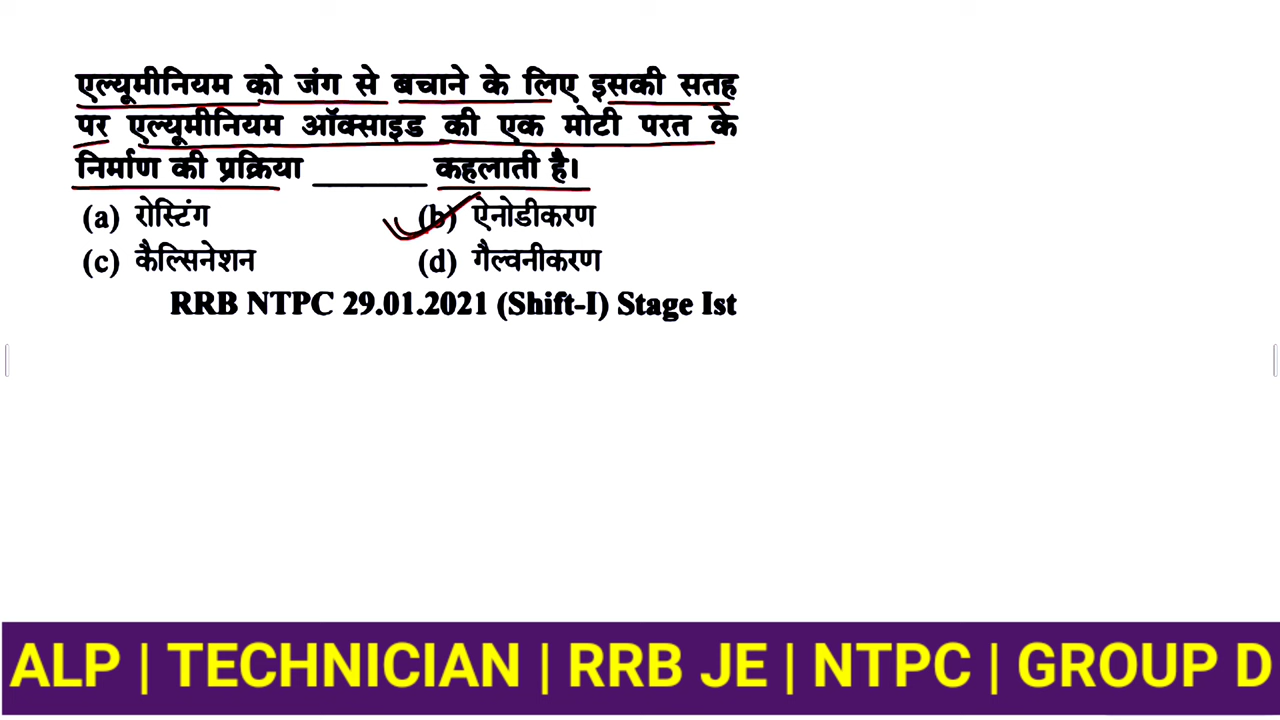 एल्यूमीनियम को जंग से बचाने के लिए इसकी सतह
पर एल्यूमीनियम ऑक्साइड की एक मोटी परत के
निर्माण की प्रक्रिया ________ कहलाती है।
(a) रोस्टिंग (b) ऐनोडीकरण
(c) कैल्सिनेशन (d) गैल्वनीकरण
RRB NTPC 29.01.2021 (Shift-I) Stage Ist
ALP | TECHNICIAN | RRB JE | NTPC | GROUP D